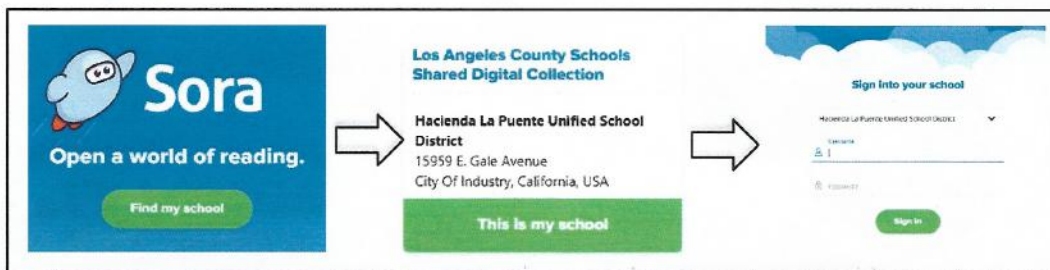 Sora
Open a world of reading.
Find my school
Los Angeles County Schools
Shared Digital Collection
Hacienda La Puente Unified School
District
15959 E. Gale Avenue
City Of Industry, California, USA
This is my school
Sign into your school
Hacienda La Puente Unified School District
Username
Password
Sign In